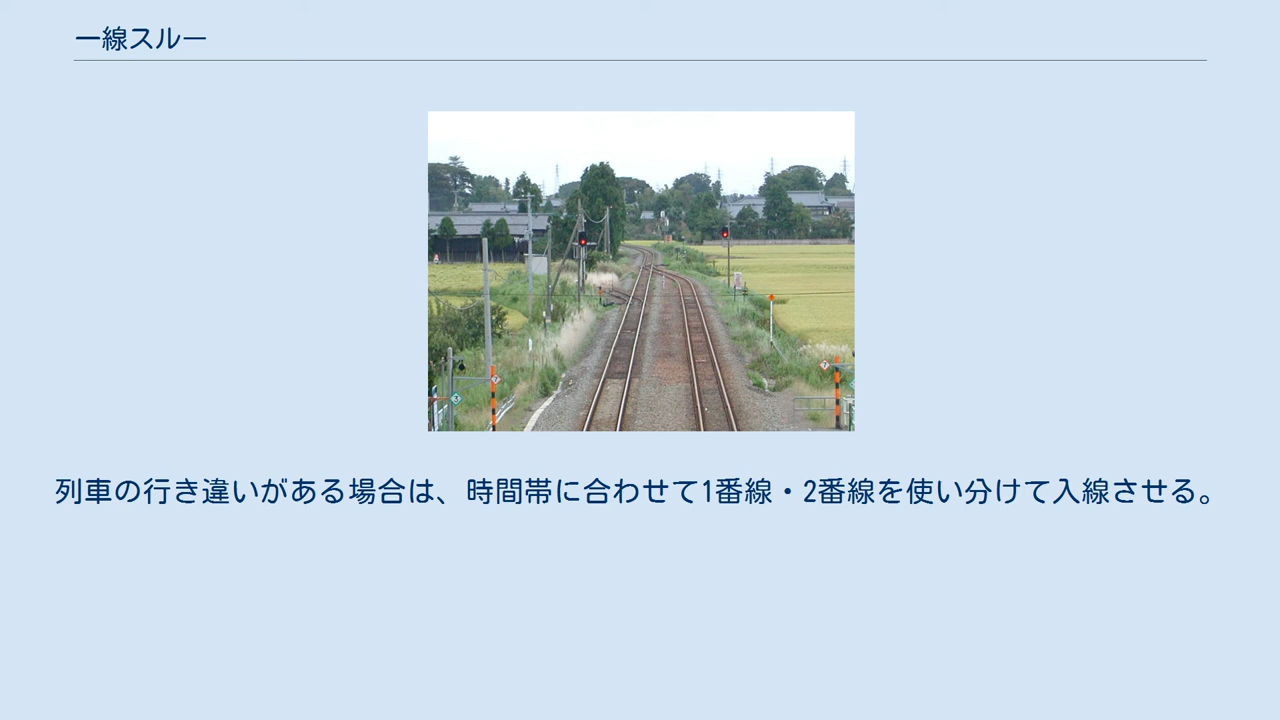 一線スルー
列車の行き違いがある場合は、時間帯に合わせて1番線・2番線を使い分けて入線させる。